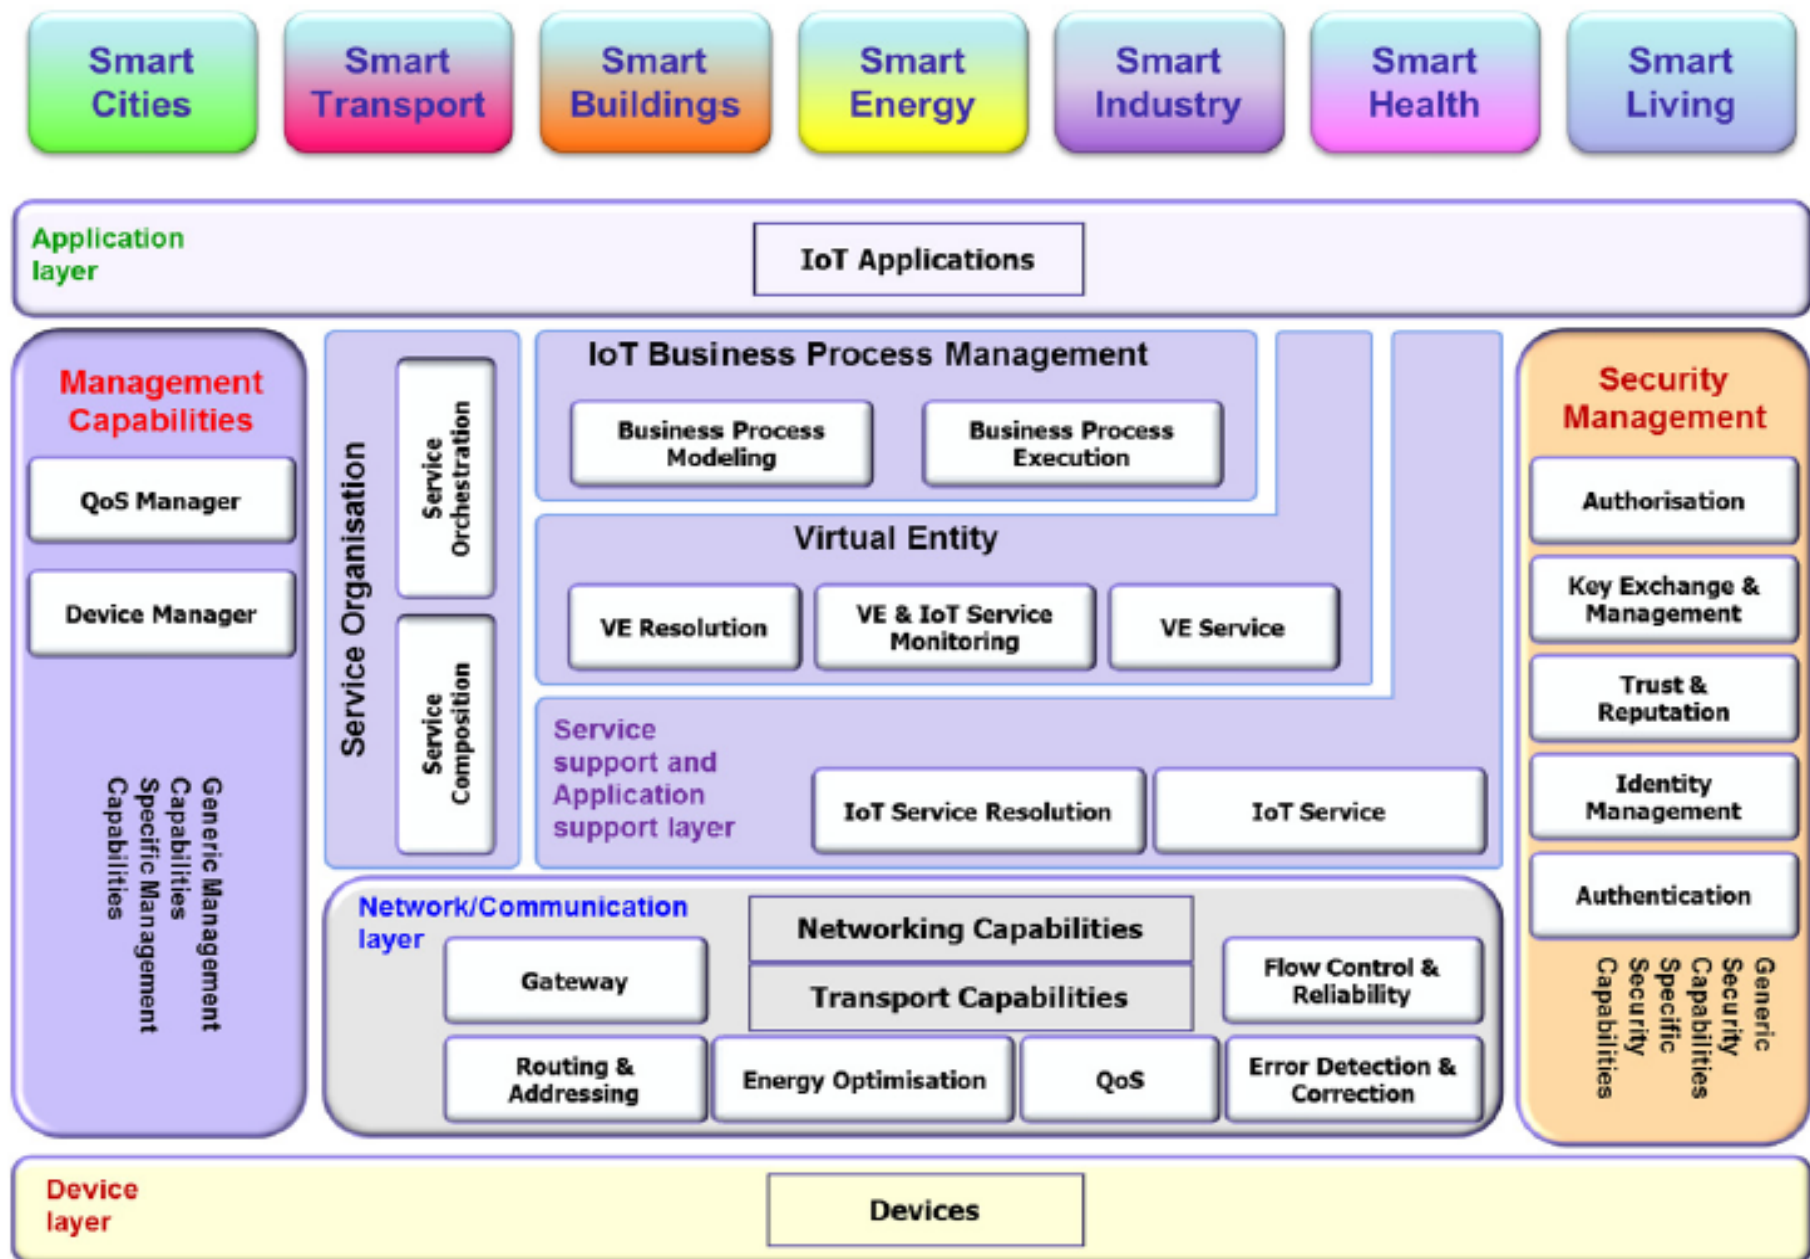 Smart
Cities
Smart
Transport
Smart
Buildings
Smart
Energy
Smart
Industry
Smart
Health
Smart
Living
Application
layer
IoT Applications
Management
Capabilities
QoS Manager
Device Manager
Generic Management
Capabilities
Specific Management
Capabilities
Service Organisation
Service
Orchestration
Service
Composition
IoT Business Process Management
Business Process
Modeling
Business Process
Execution
Virtual Entity
VE Resolution
VE & IoT Service
Monitoring
VE Service
Service
support and
Application
support layer
IoT Service Resolution
IoT Service
Network/Communication
layer
Networking Capabilities
Transport Capabilities
Gateway
Flow Control &
Reliability
Routing &
Addressing
Energy Optimisation
QoS
Error Detection &
Correction
Security
Management
Authorisation
Key Exchange &
Management
Trust &
Reputation
Identity
Management
Authentication
Generic
Security
Capabilities
Specific
Security
Capabilities
Device
layer
Devices